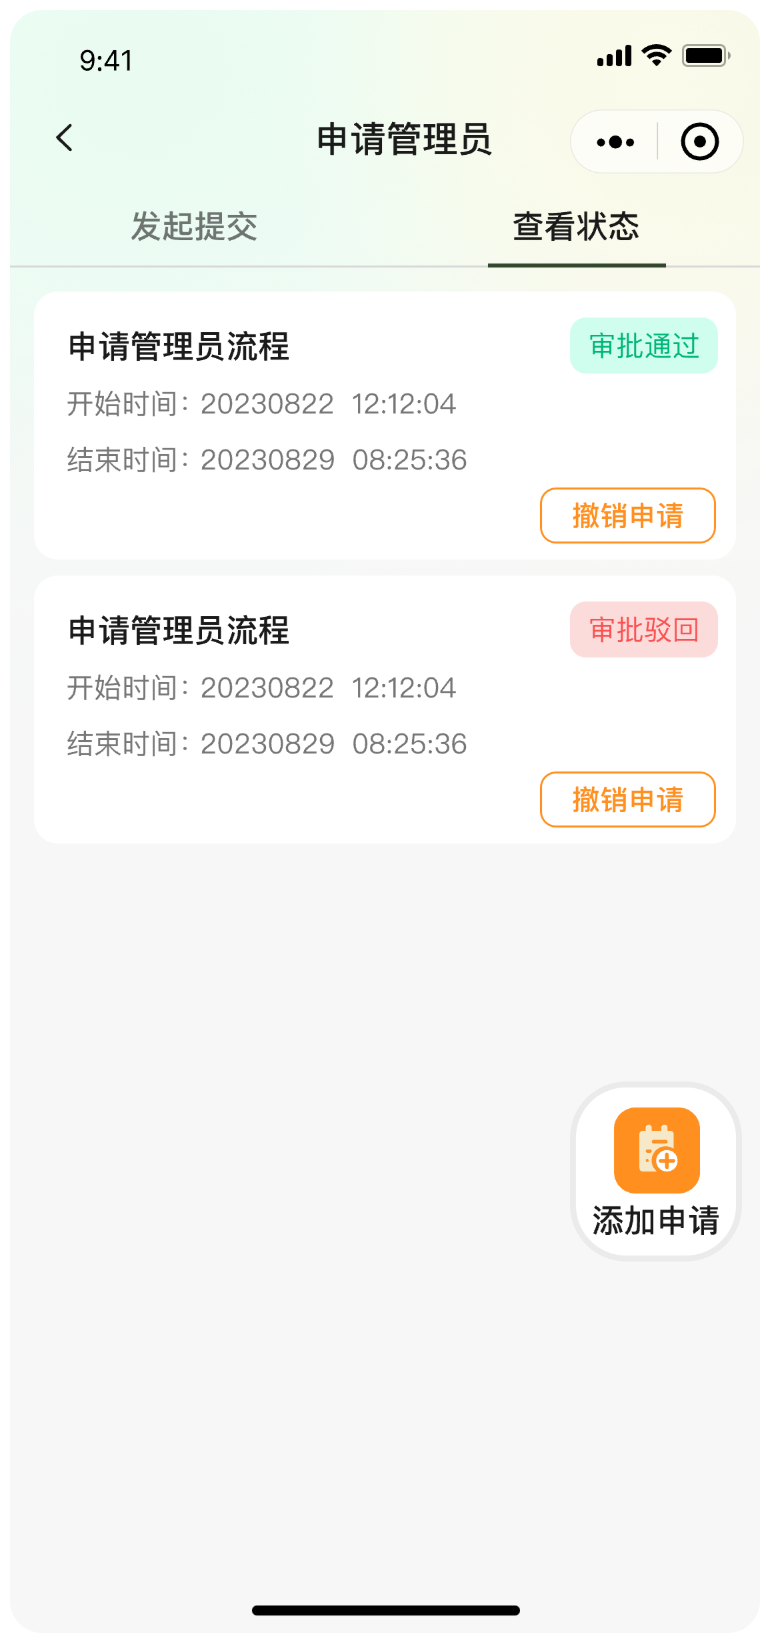 9:41
申请管理员
发起提交 查看状态
申请管理员流程 审批通过
开始时间：20230822 12:12:04
结束时间：20230829 08:25:36
撤销申请
申请管理员流程 审批驳回
开始时间：20230822 12:12:04
结束时间：20230829 08:25:36
撤销申请
添加申请